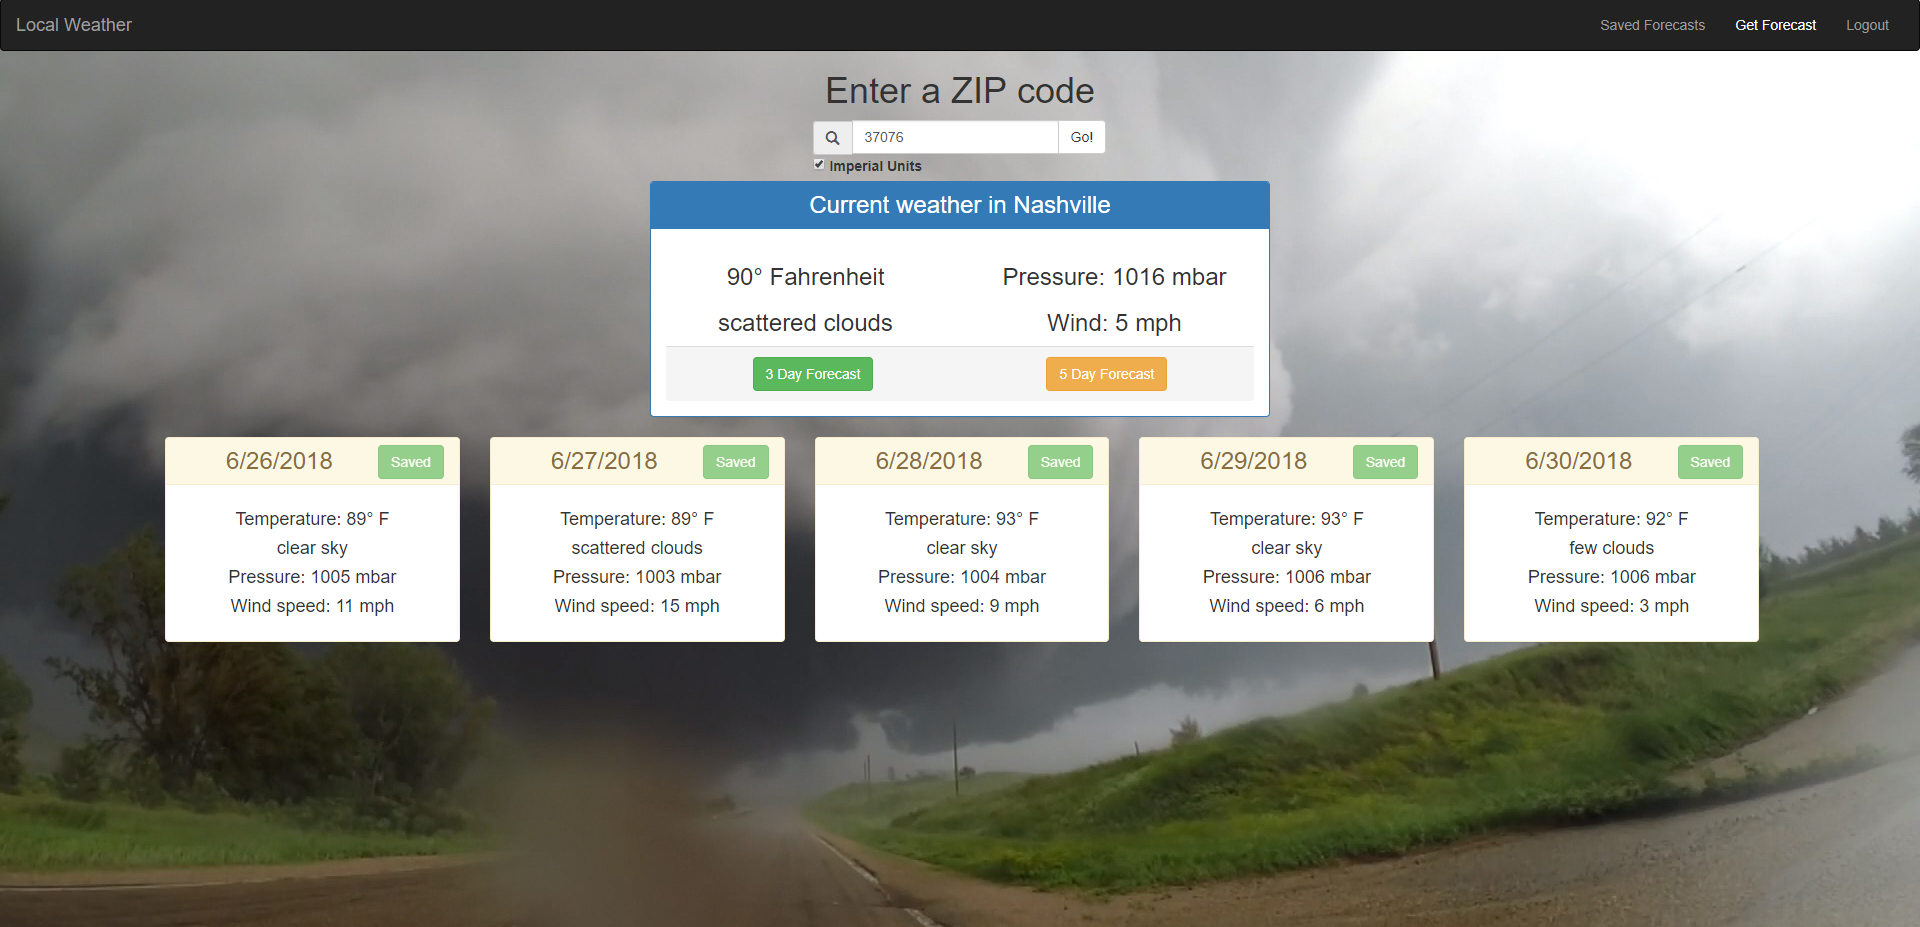 Local Weather
Saved Forecasts
Get Forecast
Logout
Enter a ZIP code
37076
Go!
Imperial Units
Current weather in Nashville
90° Fahrenheit
Pressure: 1016 mbar
scattered clouds
Wind: 5 mph
3 Day Forecast
5 Day Forecast
6/26/2018
Saved
Temperature: 89° F
clear sky
Pressure: 1005 mbar
Wind speed: 11 mph
6/27/2018
Saved
Temperature: 89° F
scattered clouds
Pressure: 1003 mbar
Wind speed: 15 mph
6/28/2018
Saved
Temperature: 93° F
clear sky
Pressure: 1004 mbar
Wind speed: 9 mph
6/29/2018
Saved
Temperature: 93° F
clear sky
Pressure: 1006 mbar
Wind speed: 6 mph
6/30/2018
Saved
Temperature: 92° F
few clouds
Pressure: 1006 mbar
Wind speed: 3 mph